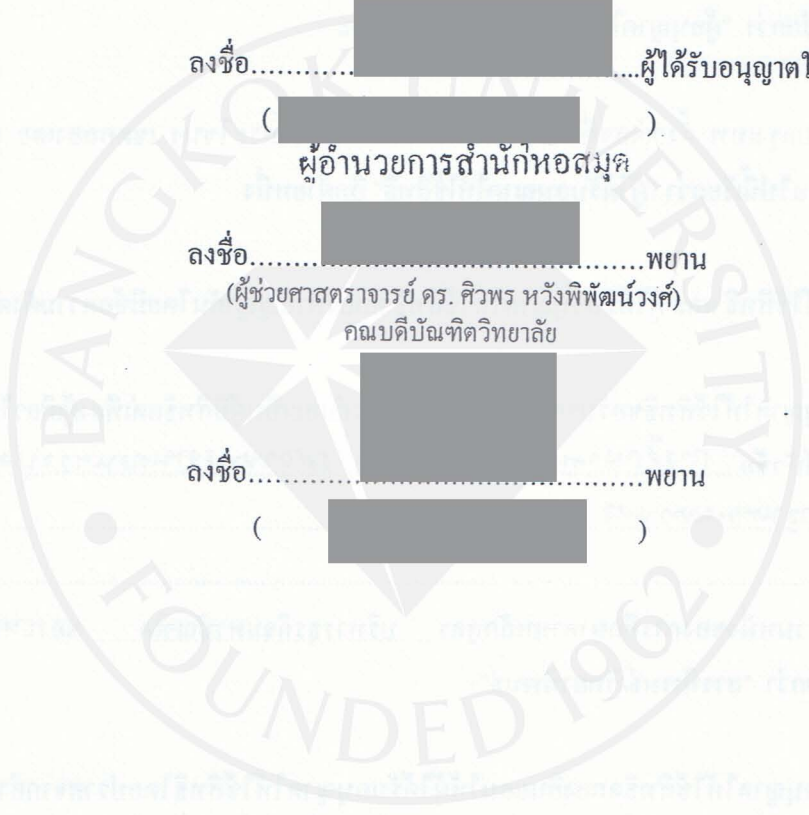 ลงชื่อ...............ผู้ได้รับอนุญาต
( )
ผู้อำนวยการสำนักหอสมุด
ลงชื่อ...............พยาน
(ผู้ช่วยศาสตราจารย์ ดร. ศิวพร หวังพิพัฒน์วงศ์)
คณบดีบัณฑิตวิทยาลัย
ลงชื่อ...............พยาน
( )
BANGKOK UNIVERSITY
FOUNDED 1962